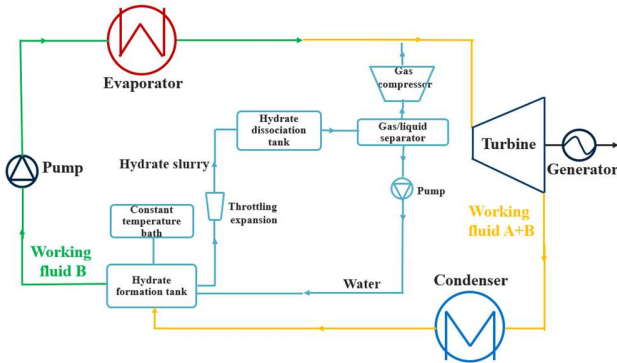 Evaporator
Gas
compressor
Hydrate
dissociation
tank
Gas/liquid
separator
Turbine
Generator
Pump
Hydrate slurry
Throttling
expansion
Pump
Constant
temperature
bath
Working
fluid B
Working
fluid A+B
Hydrate
formation tank
Water
Condenser